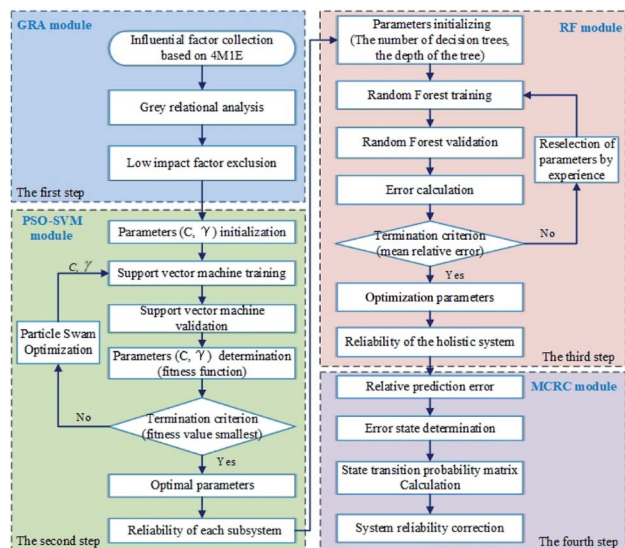 GRA module
Influential factor collection
based on 4M1E
Grey relational analysis
Low impact factor exclusion
The first step
PSO-SVM
module
Parameters (C, γ) initialization
C, γ
Support vector machine training
Support vector machine
validation
Particle Swam
Optimization
Parameters (C, γ) determination
(fitness function)
No
Termination criterion
(fitness value smallest)
Yes
Optimal parameters
Reliability of each subsystem
The second step
Parameters initializing
(The number of decision trees,
the depth of the tree)
RF module
Random Forest training
Random Forest validation
Reselection of
parameters by
experience
Error calculation
Termination criterion
(mean relative error)
No
Yes
Optimization parameters
Reliability of the holistic system
The third step
Relative prediction error
MCRC module
Error state determination
State transition probability matrix
Calculation
System reliability correction
The fourth step